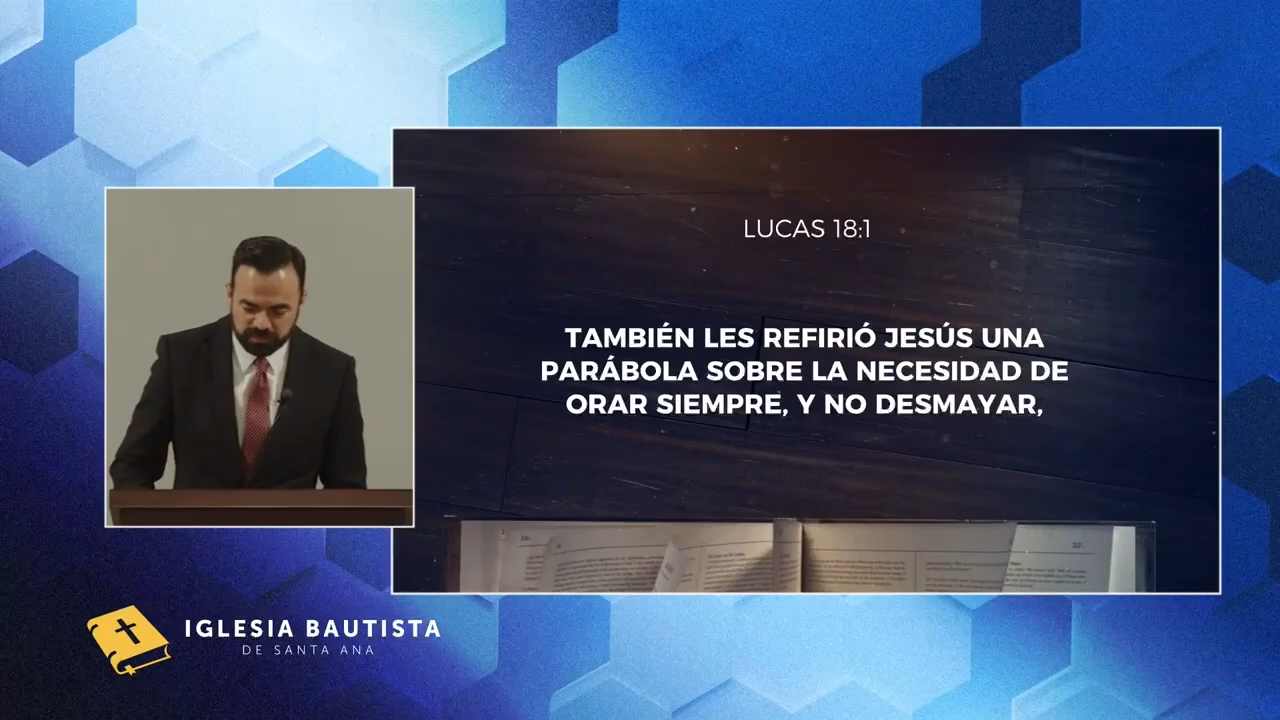 LUCAS 18:1
TAMBIÉN LES REFIRIÓ JESÚS UNA
PARÁBOLA SOBRE LA NECESIDAD DE
ORAR SIEMPRE, Y NO DESMAYAR,
IGLESIA BAUTISTA
DE SANTA ANA